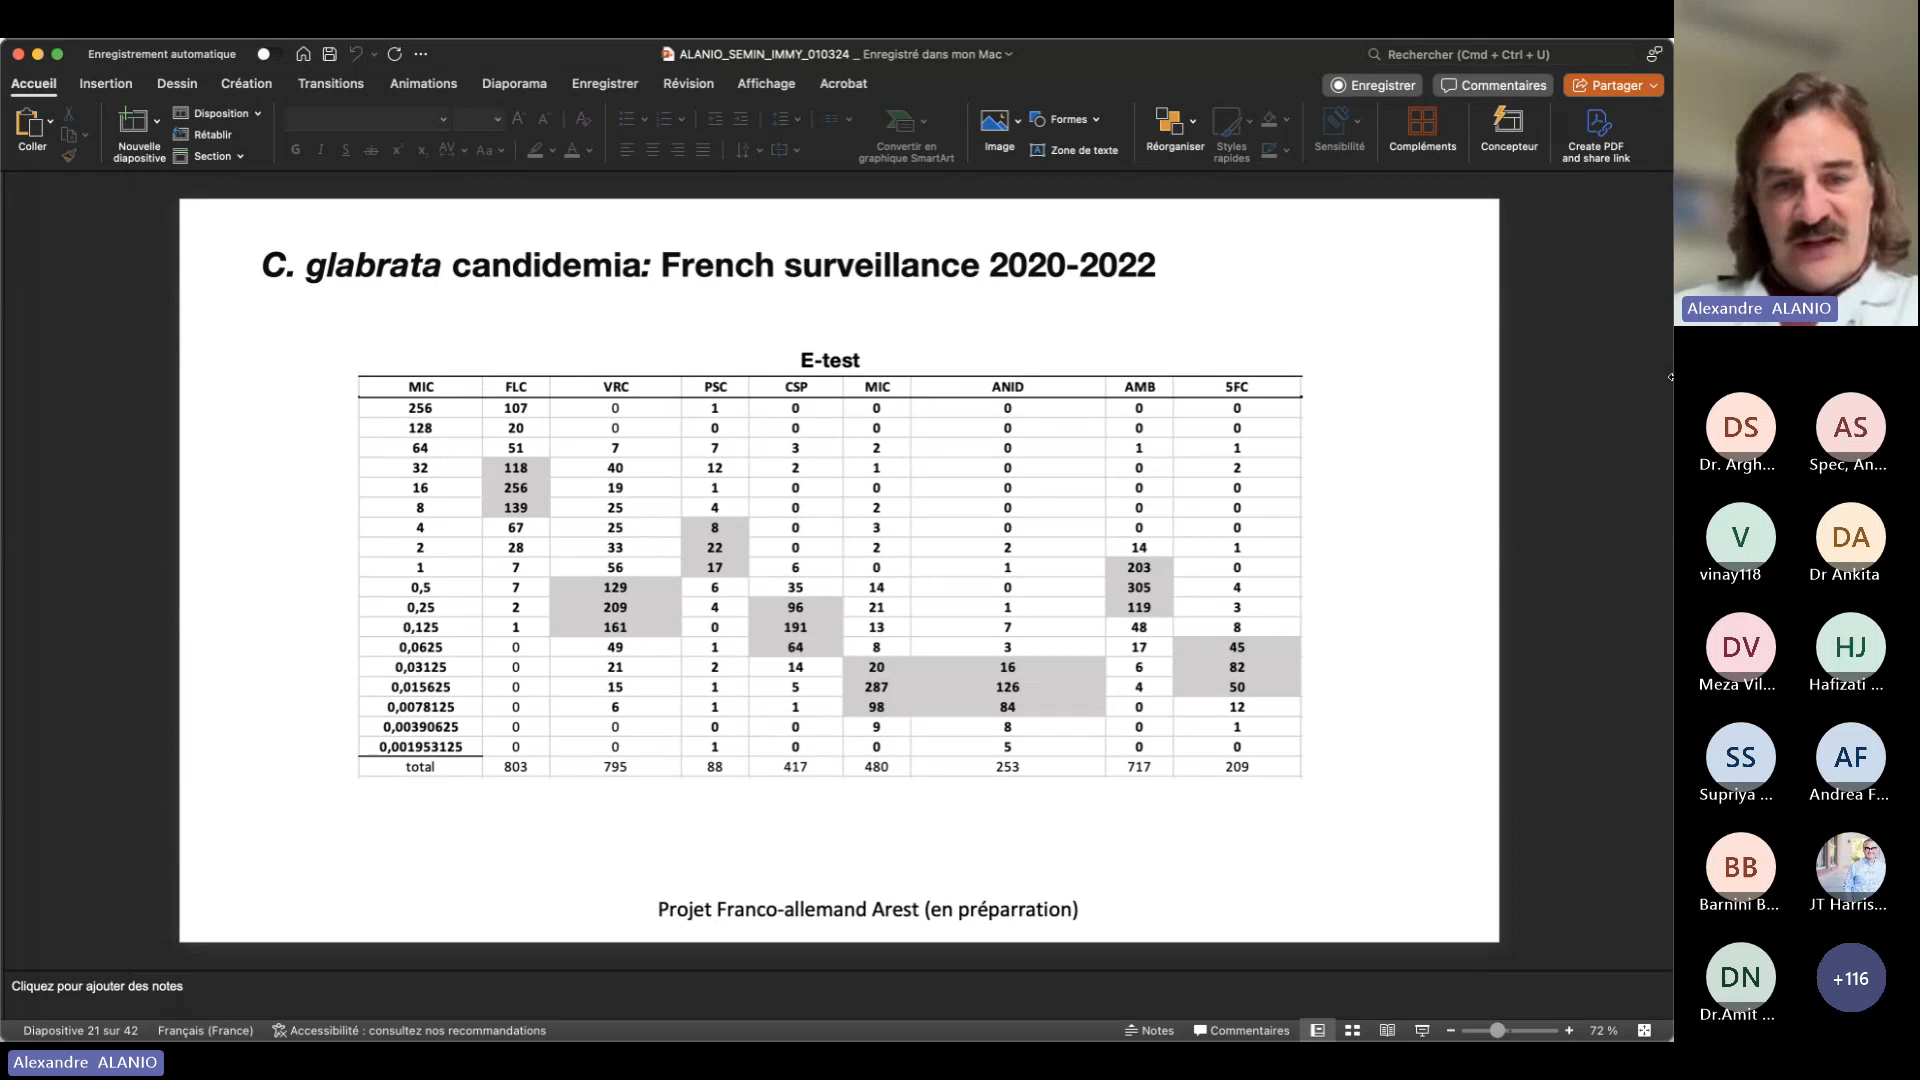 Enregistrement automatique
ALANIO_SEMIN_IMMY_010324 _ Enregistré dans mon Mac
Rechercher (Cmd + Ctrl + U)
Accueil Insertion Dessin Création Transitions Animations Diaporama Enregistrer Révision Affichage Acrobat
Enregistrer Commentaires Partager
Coller
Nouvelle diapositive
Disposition
Rétablir
Section
Convertir en graphique SmartArt
Image
Formes
Zone de texte
Réorganiser
Styles rapides
Sensibilité
Compléments
Concepteur
Create PDF and share link
C. glabrata candidemia: French surveillance 2020-2022
E-test
MIC FLC VRC PSC CSP MIC ANID AMB 5FC
256 107 0 1 0 0 0 0 0
128 20 0 0 0 0 0 0 0
64 51 7 7 3 2 0 1 1
32 118 40 12 2 1 0 0 2
16 256 19 1 0 0 0 0 0
8 139 25 4 0 2 0 0 0
4 67 25 8 0 3 0 0 0
2 28 33 22 0 2 2 14 1
1 7 56 17 6 0 1 203 0
0,5 7 129 6 35 14 0 305 4
0,25 2 209 4 96 21 1 119 3
0,125 1 161 0 191 13 7 48 8
0,0625 0 49 1 64 8 3 17 45
0,03125 0 21 2 14 20 16 6 82
0,015625 0 15 1 5 287 126 4 50
0,0078125 0 6 1 1 98 84 0 12
0,00390625 0 0 0 0 9 8 0 1
0,001953125 0 0 1 0 0 5 0 0
total 803 795 88 417 480 253 717 209
Projet Franco-allemand Arest (en préparration)
Cliquez pour ajouter des notes
Diapositive 21 sur 42 Français (France) Accessibilité : consultez nos recommandations Notes Commentaires 72 %
Alexandre ALANIO
Alexandre ALANIO
DS AS
Dr. Argh... Spec, An...
V DA
vinay118 Dr Ankita
DV HJ
Meza Vil... Hafizati ...
SS AF
Supriya ... Andrea F...
BB
Barnini B... JT Harris...
DN +116
Dr.Amit ...